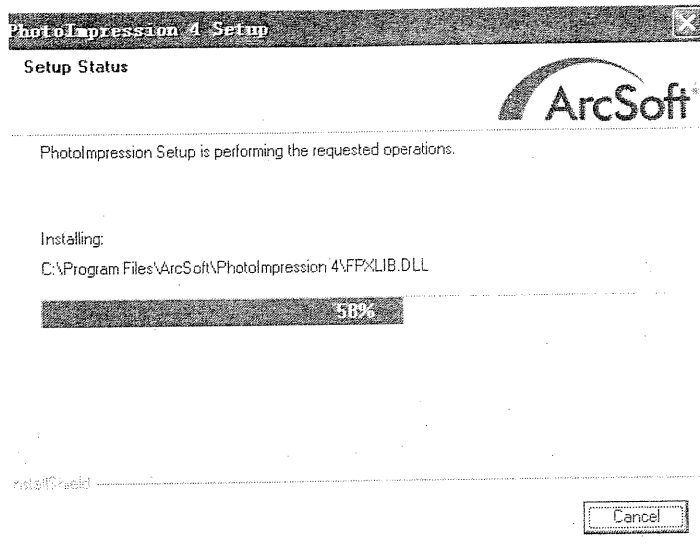 PhotoImpression 4 Setup
Setup Status
ArcSoft
PhotoImpression Setup is performing the requested operations.
Installing:
C:\Program Files\ArcSoft\PhotoImpression 4\FPXLIB.DLL
58%
InstallShield
Cancel